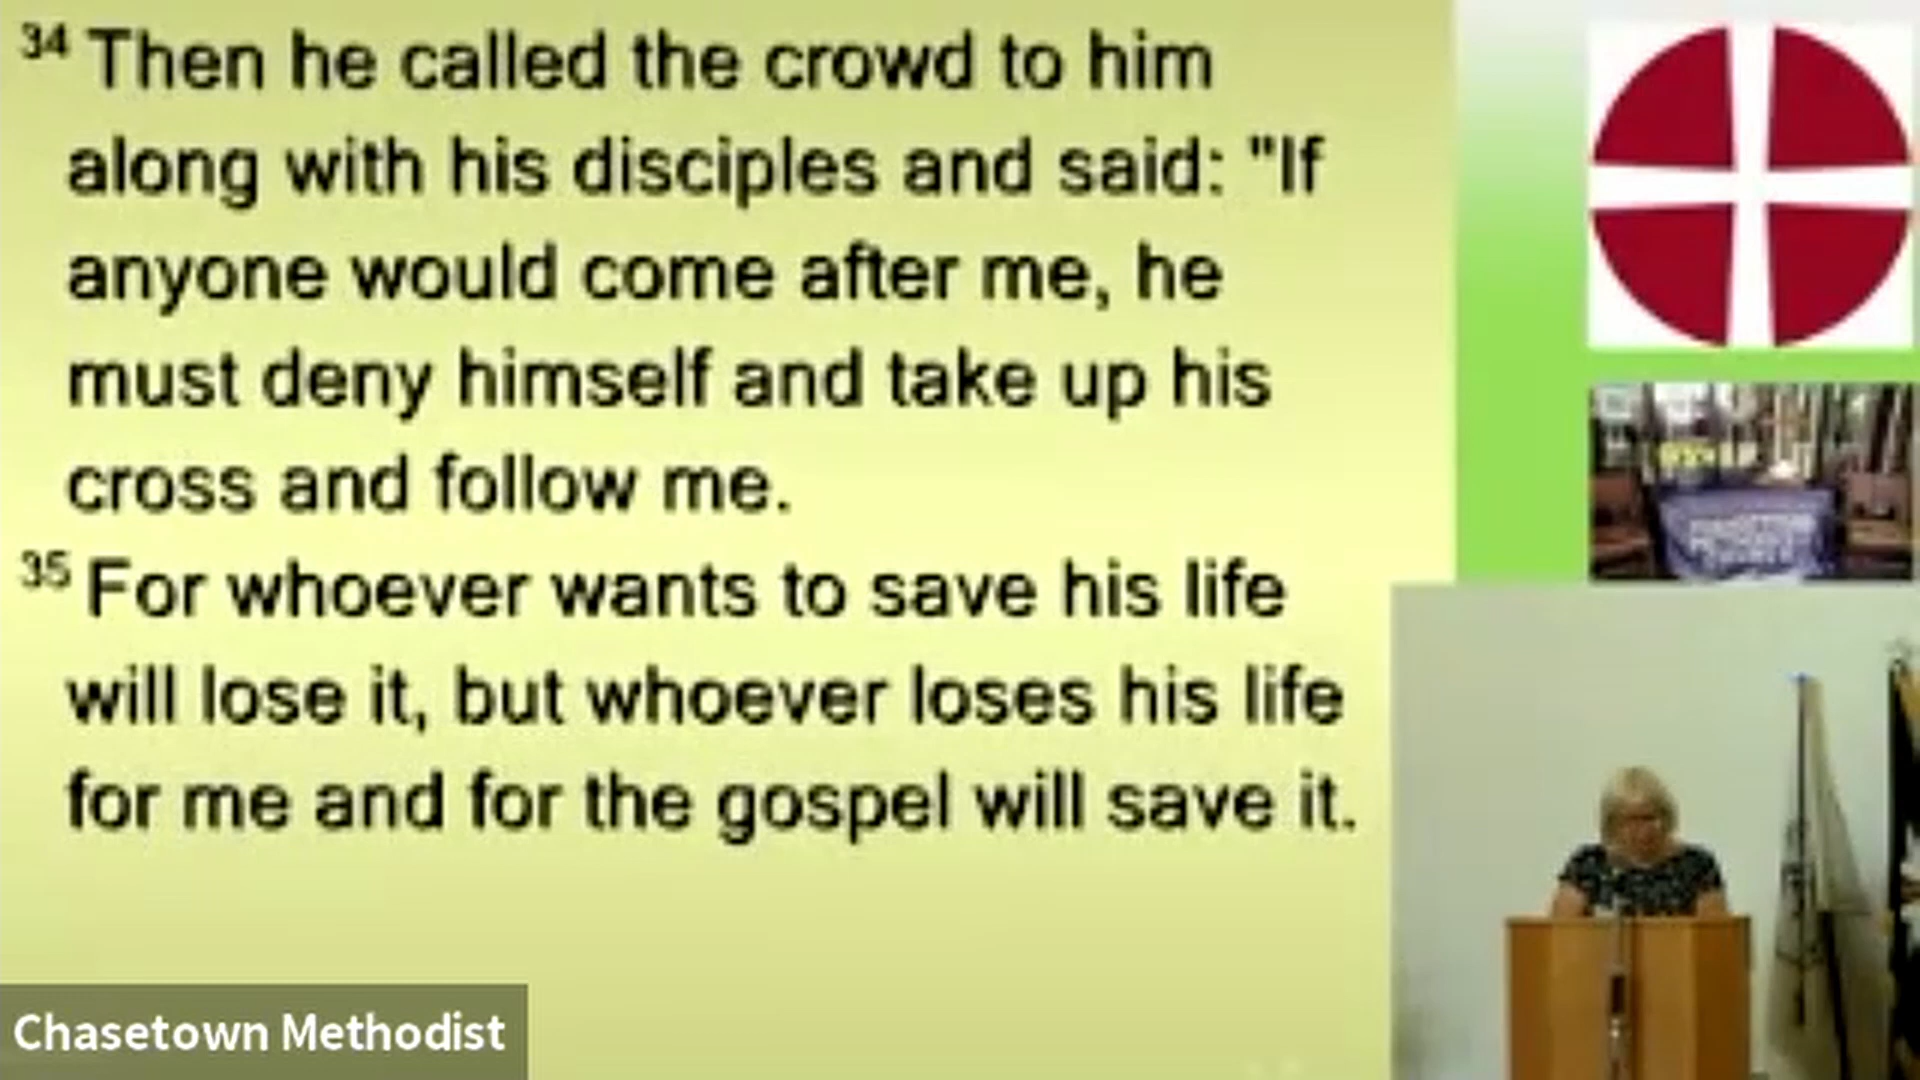 34 Then he called the crowd to him
along with his disciples and said: "If
anyone would come after me, he
must deny himself and take up his
cross and follow me.
35 For whoever wants to save his life
will lose it, but whoever loses his life
for me and for the gospel will save it.
Chasetown Methodist